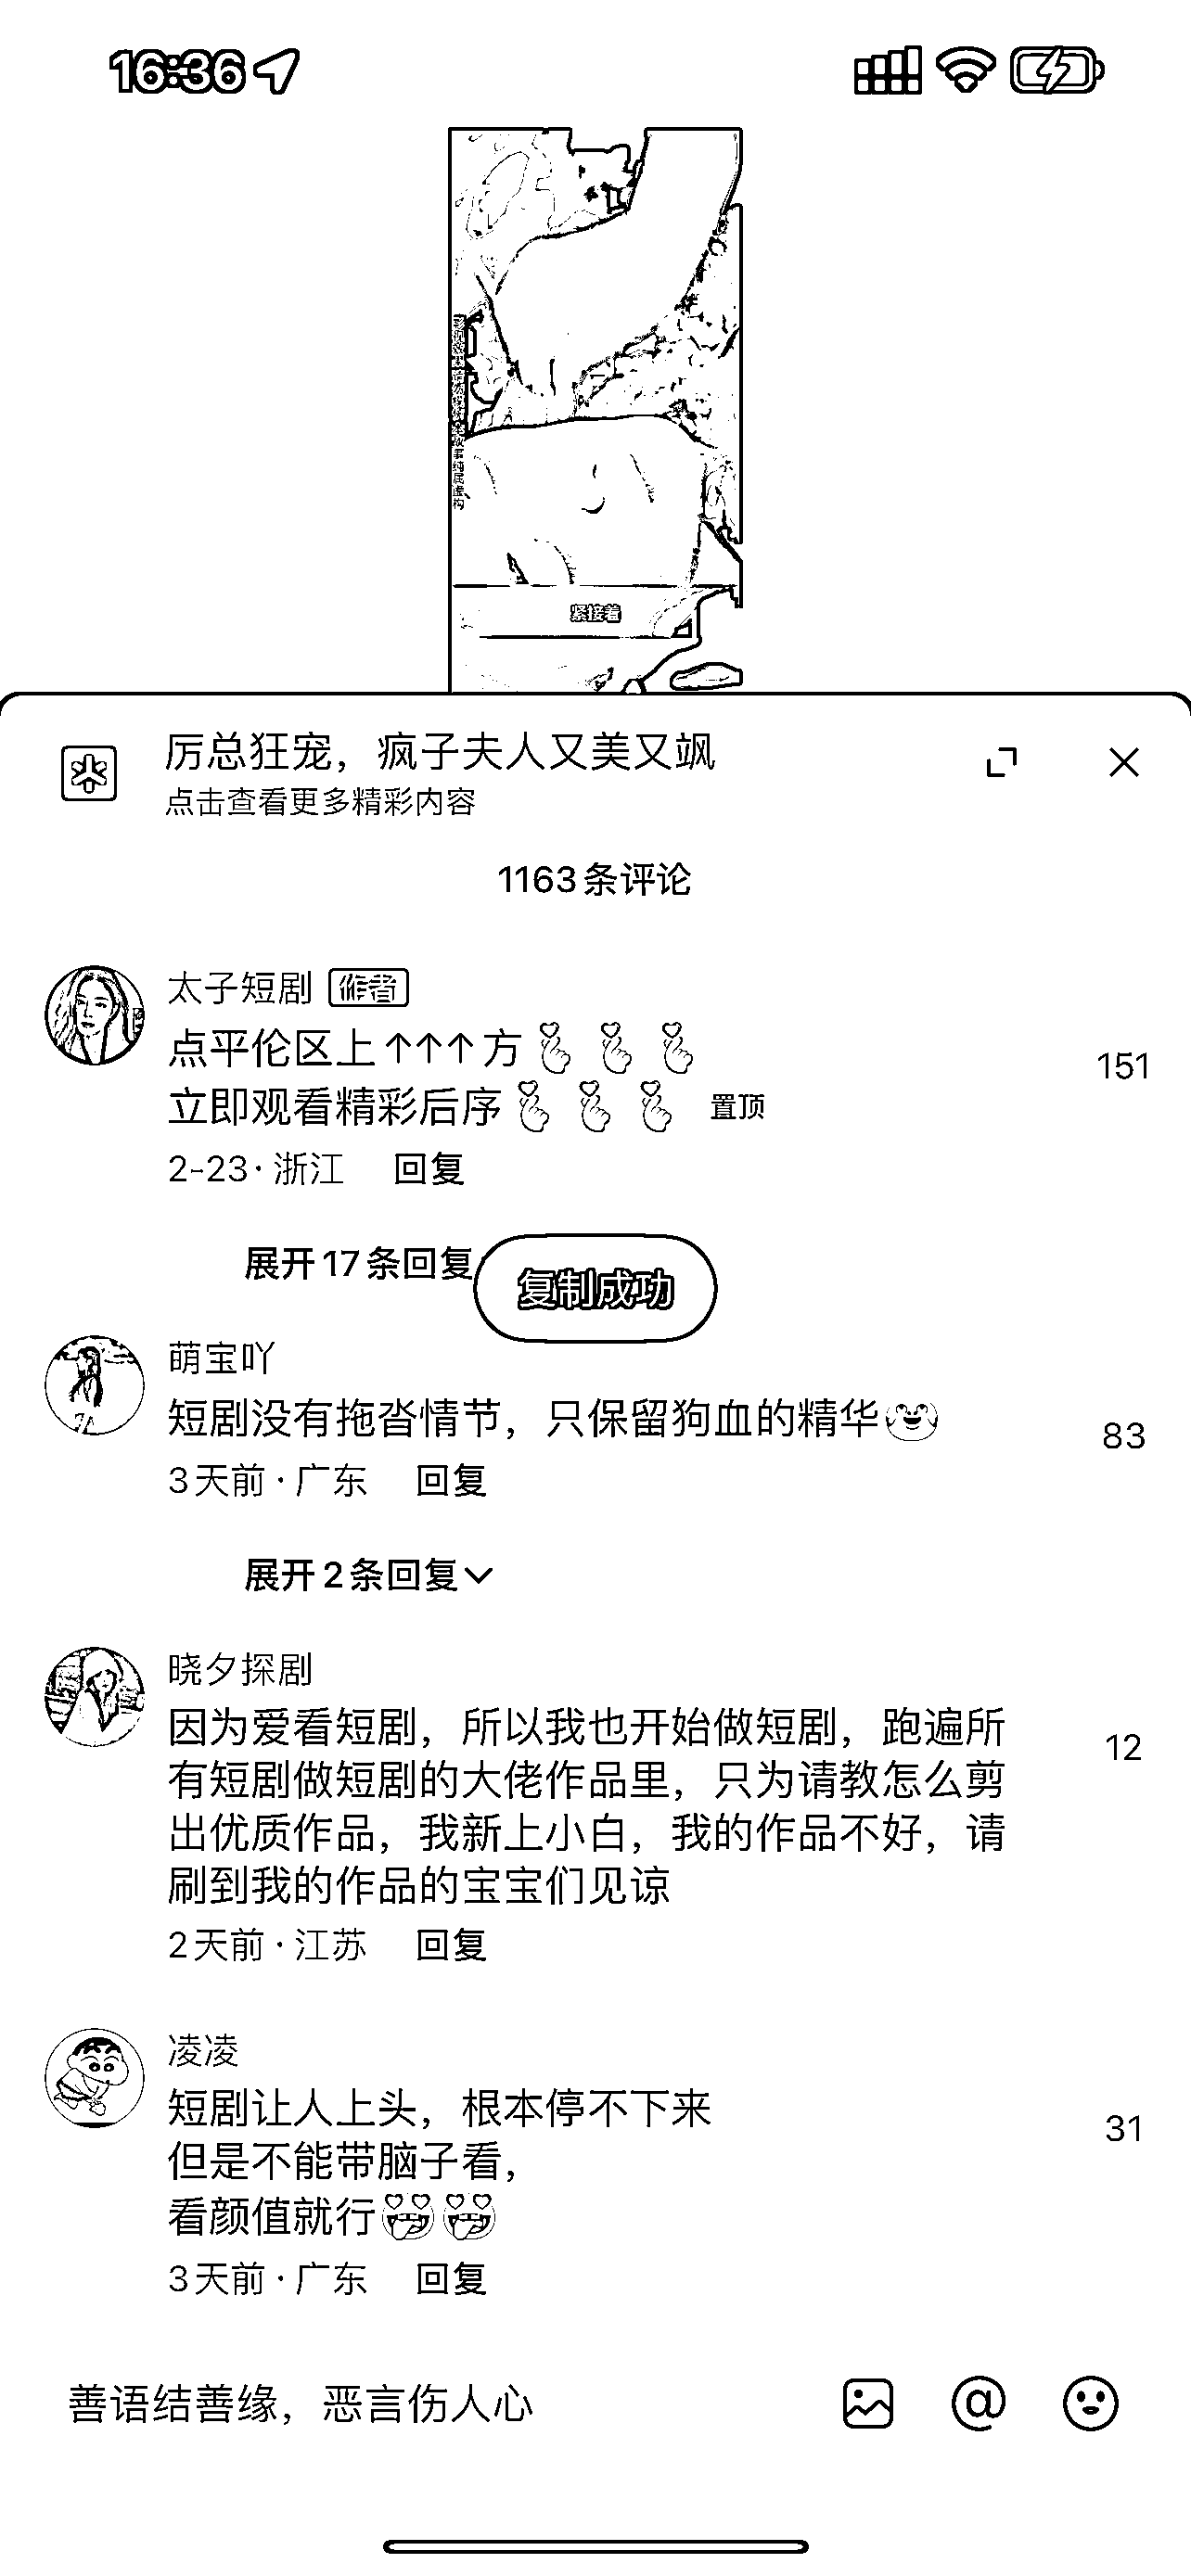 16:36
紧接着
厉总狂宠，疯子夫人又美又飒
点击查看更多精彩内容
1163条评论
太子短剧 作者
点平伦区上↑↑↑方🫰🫰🫰
151
立即观看精彩后序🫰🫰🫰 置顶
2-23·浙江 回复
展开17条回复
复制成功
萌宝吖
短剧没有拖沓情节，只保留狗血的精华
83
3天前·广东 回复
展开2条回复
晓夕探剧
因为爱看短剧，所以我也开始做短剧，跑遍所
12
有短剧做短剧的大佬作品里，只为请教怎么剪
出优质作品，我新上小白，我的作品不好，请
刷到我的作品的宝宝们见谅
2天前·江苏 回复
凌凌
短剧让人上头，根本停不下来
31
但是不能带脑子看，
看颜值就行
3天前·广东 回复
善语结善缘，恶言伤人心
@